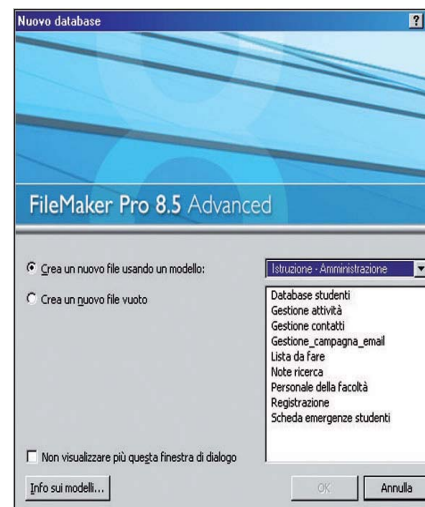 Nuovo database
?
FileMaker Pro 8.5 Advanced
Crea un nuovo file usando un modello:
Istruzione - Amministrazione
Crea un nuovo file vuoto
Database studenti
Gestione attività
Gestione contatti
Gestione_campagna_email
Lista da fare
Note ricerca
Personale della facoltà
Registrazione
Scheda emergenze studenti
Non visualizzare più questa finestra di dialogo
Info sui modelli...
OK
Annulla